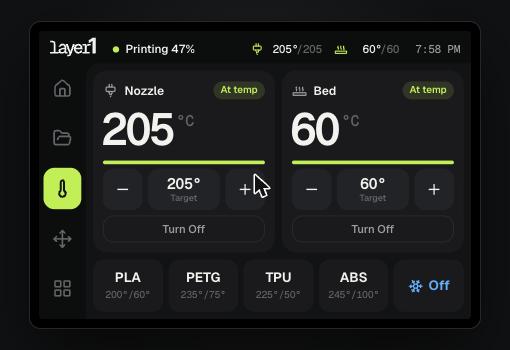 layer1
Printing 47%
205°/205
60°/60
7:58 PM
Nozzle
At temp
205 °C
−
205°
Target
+
Turn Off
Bed
At temp
60 °C
−
60°
Target
+
Turn Off
PLA
200°/60°
PETG
235°/75°
TPU
225°/50°
ABS
245°/100°
Off